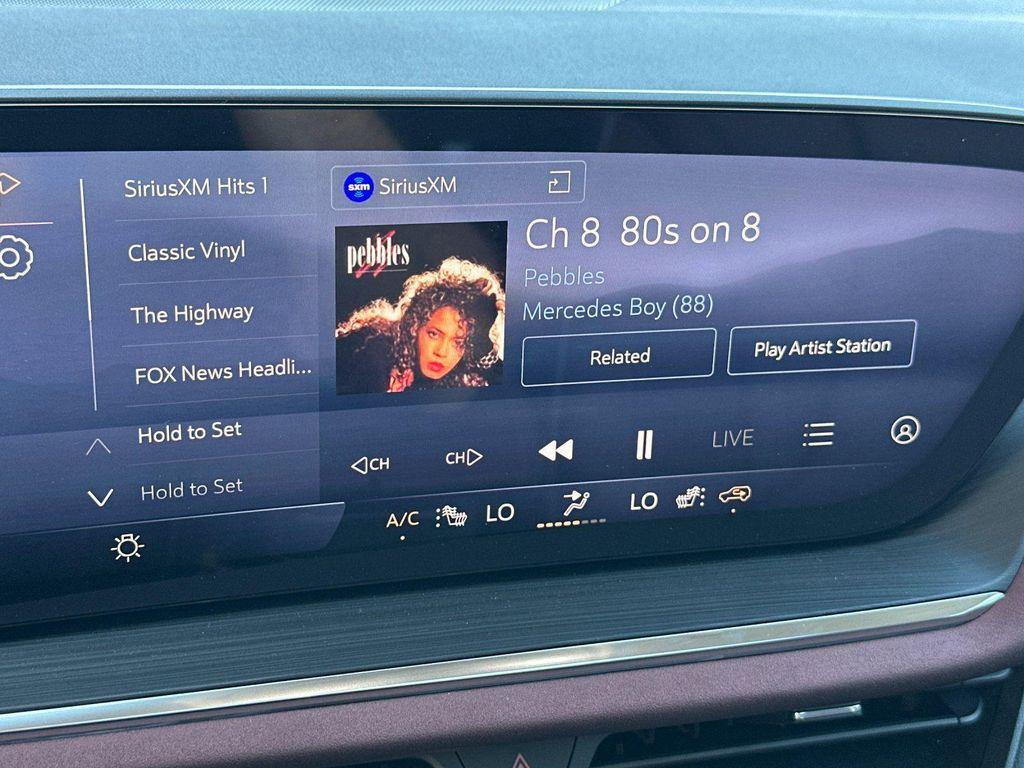 SiriusXM Hits 1
Classic Vinyl
The Highway
FOX News Headli...
Hold to Set
Hold to Set
sxm SiriusXM
pebbles
Ch 8 80s on 8
Pebbles
Mercedes Boy (88)
Related
Play Artist Station
CH
CH
LIVE
A/C
LO
LO